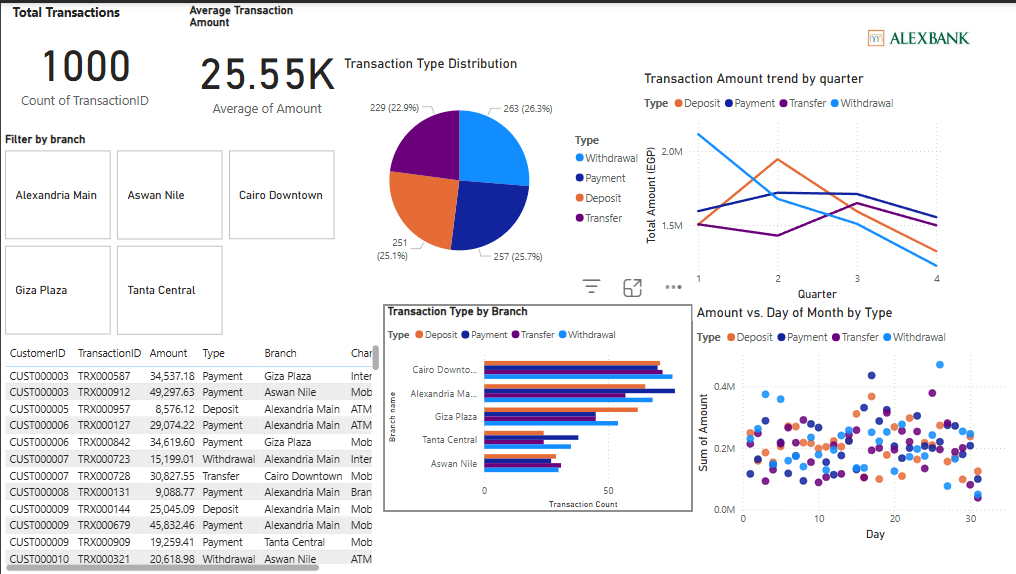 Total Transactions
1000
Count of TransactionID
Average Transaction
Amount
25.55K
Average of Amount
ALEXBANK
Filter by branch
Alexandria Main
Aswan Nile
Cairo Downtown
Giza Plaza
Tanta Central
Transaction Type Distribution
229 (22.9%)
263 (26.3%)
251
(25.1%)
257 (25.7%)
Type
Withdrawal
Payment
Deposit
Transfer
Transaction Amount trend by quarter
Type Deposit Payment Transfer Withdrawal
Total Amount (EGP)
2.0M
1.5M
1 2 3 4
Quarter
CustomerID TransactionID Amount Type Branch Char
CUST000003 TRX000587 34,537.18 Payment Giza Plaza Inter
CUST000003 TRX000912 49,297.63 Payment Aswan Nile Mob
CUST000005 TRX000957 8,576.12 Deposit Alexandria Main ATM
CUST000006 TRX000127 29,074.22 Payment Alexandria Main ATM
CUST000006 TRX000842 34,619.60 Payment Giza Plaza Mob
CUST000007 TRX000132 15,199.01 Withdrawal Alexandria Main Inter
CUST000007 TRX000728 30,827.55 Transfer Cairo Downtown Mob
CUST000008 TRX000131 9,088.77 Payment Alexandria Main Bran
CUST000009 TRX000144 25,045.09 Deposit Alexandria Main Mob
CUST000009 TRX000679 45,832.46 Payment Alexandria Main Mob
CUST000009 TRX000909 19,259.41 Payment Tanta Central Mob
CUST000010 TRX000321 20,618.98 Withdrawal Aswan Nile ATM
Transaction Type by Branch
Type Deposit Payment Transfer Withdrawal
Branch name
Cairo Downto...
Alexandria Ma...
Giza Plaza
Tanta Central
Aswan Nile
0 50
Transaction Count
Amount vs. Day of Month by Type
Type Deposit Payment Transfer Withdrawal
Sum of Amount
0.4M
0.2M
0.0M
0 10 20 30
Day